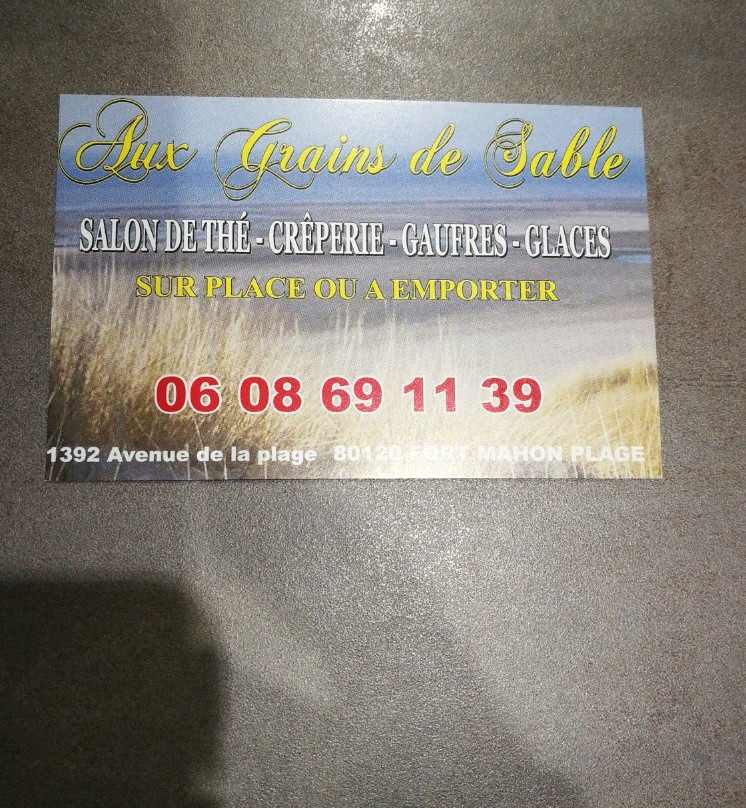 Aux Grains de Sable
SALON DE THÉ - CRÊPERIE - GAUFRES - GLACES
SUR PLACE OU A EMPORTER
06 08 69 11 39
1392 Avenue de la plage 80120 FORT MAHON PLAGE